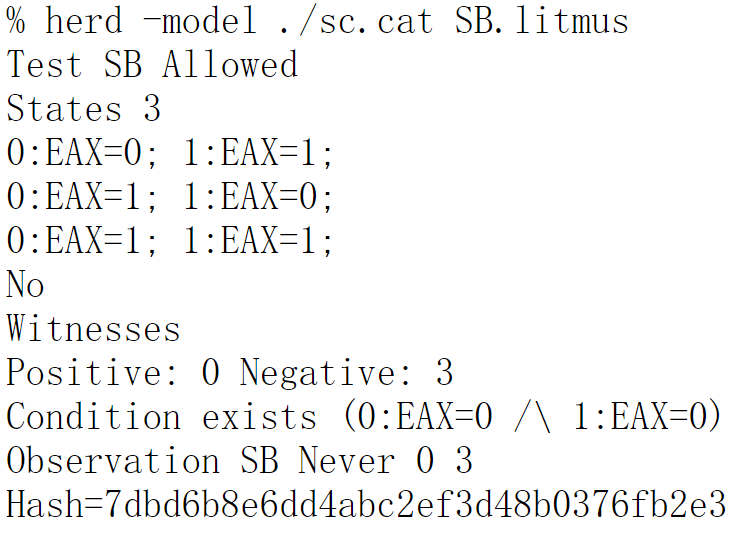 % herd -model ./sc.cat SB.litmus
Test SB Allowed
States 3
0:EAX=0; 1:EAX=1;
0:EAX=1; 1:EAX=0;
0:EAX=1; 1:EAX=1;
No
Witnesses
Positive: 0 Negative: 3
Condition exists (0:EAX=0 /\ 1:EAX=0)
Observation SB Never 0 3
Hash=7dbd6b8e6dd4abc2ef3d48b0376fb2e3